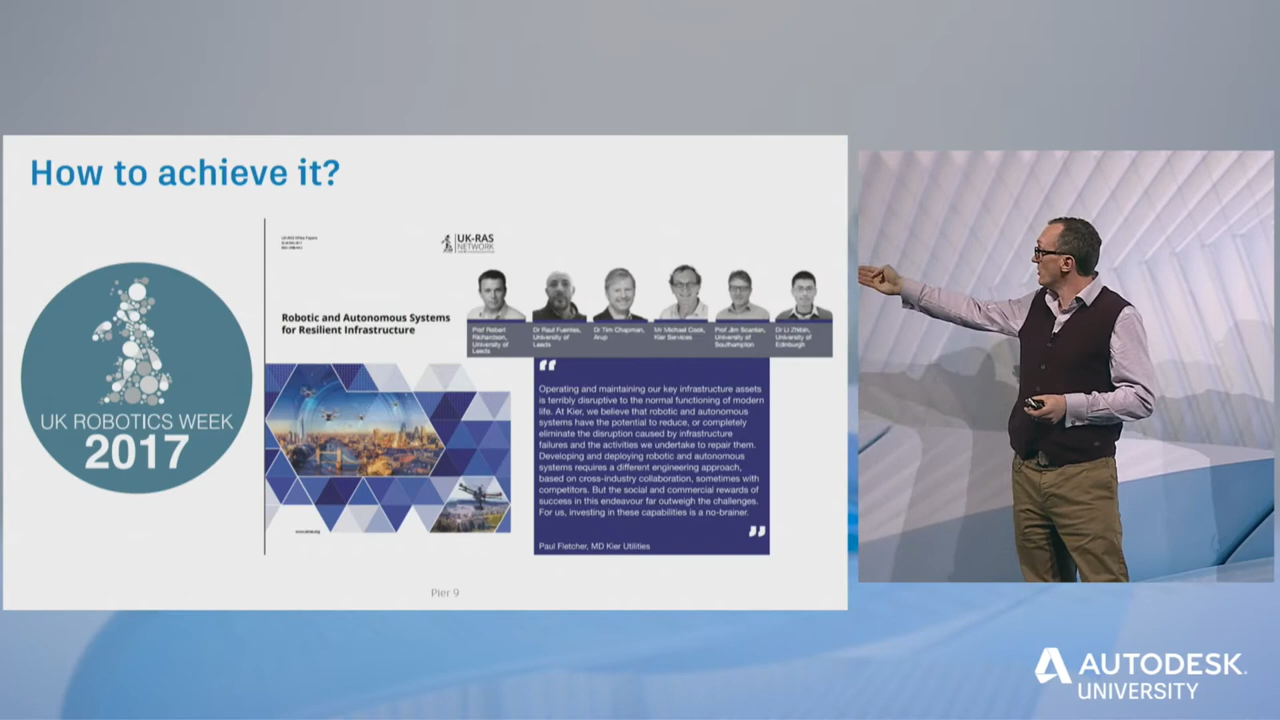 How to achieve it?
UK ROBOTICS WEEK
2017
UK-RAS White Papers
UK-RAS
NETWORK
Robotic and Autonomous Systems
for Resilient Infrastructure
www.ukras.org
Prof Robert
Richardson,
University of
Leeds
Dr Raul Fuentes,
University of
Leeds
Dr Tim Chapman,
Arup
Mr Michael Cook,
Kier Services
Prof Jim Scanlan,
University of
Southampton
Dr Li Zhibin,
University of
Edinburgh
“
Operating and maintaining our key infrastructure assets
is terribly disruptive to the normal functioning of modern
life. At Kier, we believe that robotic and autonomous
systems have the potential to reduce, or completely
eliminate the disruption caused by infrastructure
failures and the activities we undertake to repair them.
Developing and deploying robotic and autonomous
systems requires a different engineering approach,
based on cross-industry collaboration, sometimes with
competitors. But the social and commercial rewards of
success in this endeavour far outweigh the challenges.
For us, investing in these capabilities is a no-brainer.
”
Paul Fletcher, MD Kier Utilities
Pier 9
AUTODESK.
UNIVERSITY